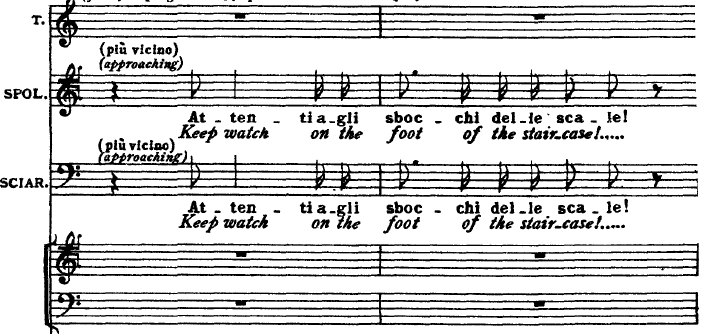 T.
(più vicino)
(approaching)
SPOL.
At - ten - ti a-gli sboc - chi del-le sca - le!
Keep watch on the foot of the stair-case!.....
(più vicino)
(approaching)
SCIAR.
At - ten - ti a-gli sboc - chi del-le sca - le!
Keep watch on the foot of the stair-case!.....